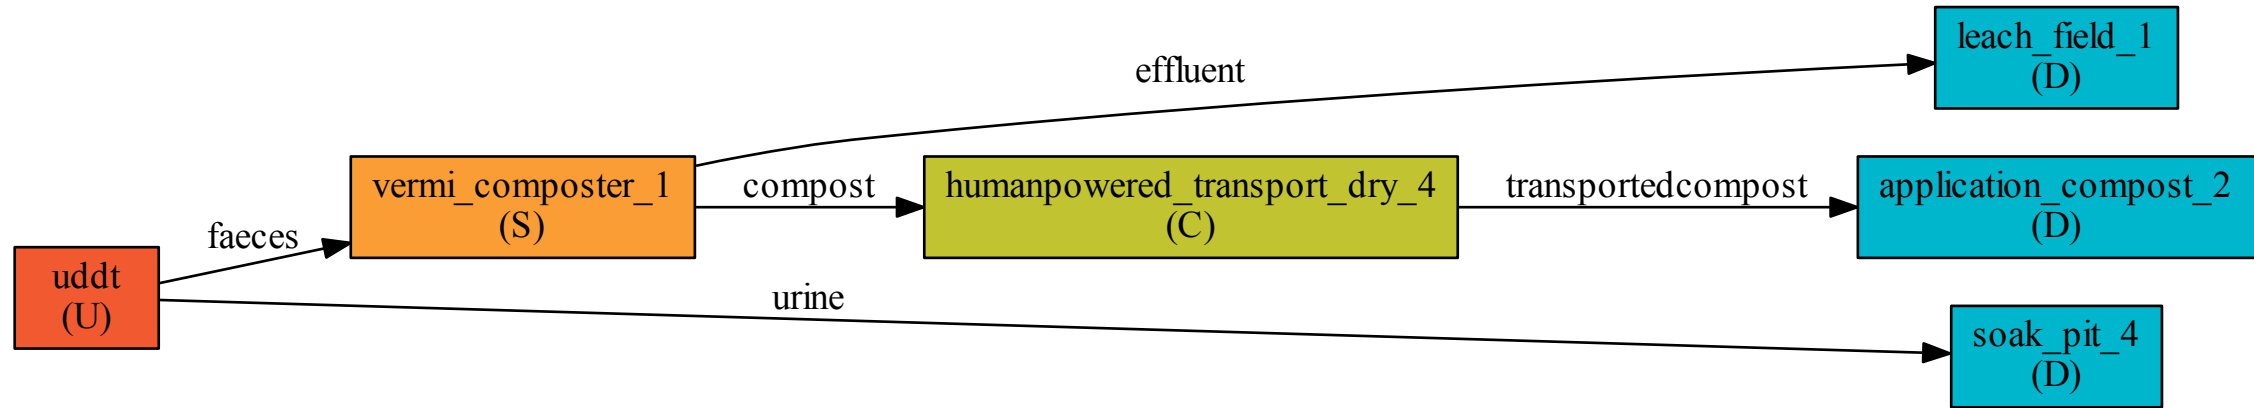 leach_field_1
(D)
effluent
vermi_composter_1
(S)
compost
humanpowered_transport_dry_4
(C)
transportedcompost
application_compost_2
(D)
faeces
uddt
(U)
urine
soak_pit_4
(D)